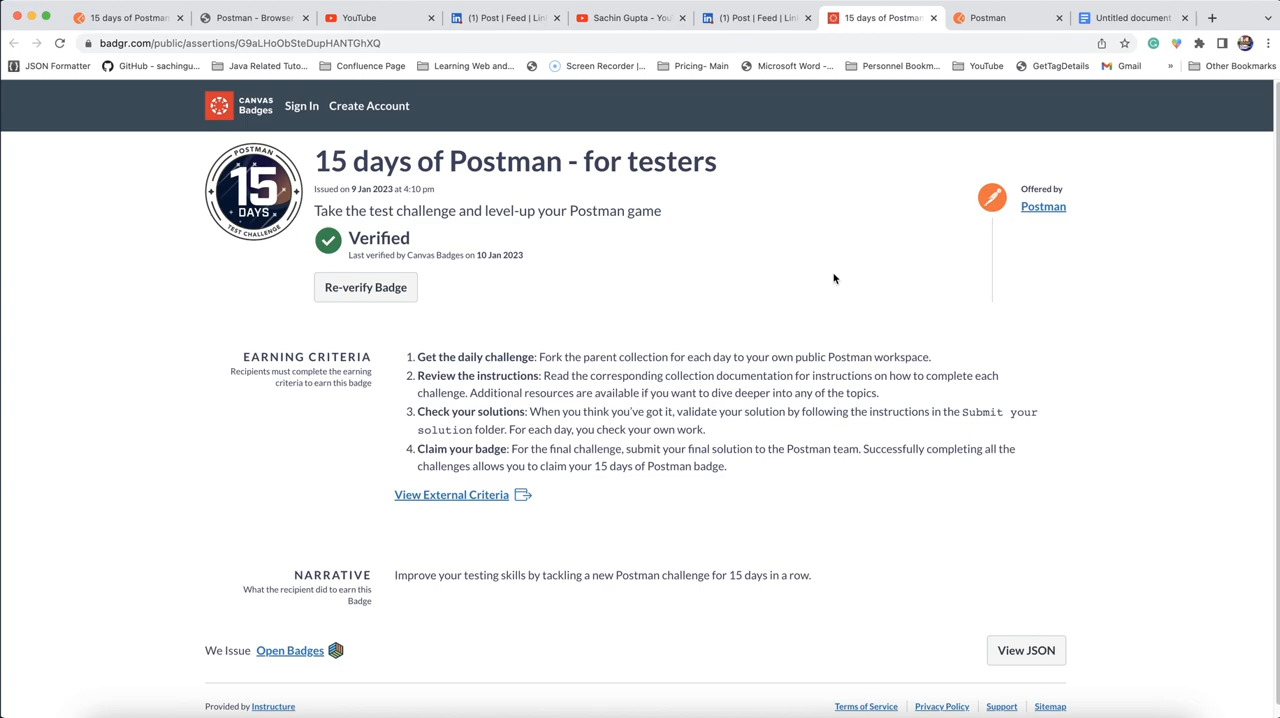 15 days of Postman
Postman - Browser
YouTube
(1) Post | Feed | Lin
Sachin Gupta - You
(1) Post | Feed | Lin
15 days of Postman
Postman
Untitled document
badgr.com/public/assertions/G9aLHoObSteDupHANTGhXQ
JSON Formatter
GitHub - sachingu...
Java Related Tuto...
Confluence Page
Learning Web and...
Screen Recorder |...
Pricing- Main
Microsoft Word -...
Personnel Bookm...
YouTube
GetTagDetails
Gmail
»
Other Bookmarks
CANVAS
Badges
Sign In
Create Account
POSTMAN
15
DAYS
TEST CHALLENGE
15 days of Postman - for testers
Issued on 9 Jan 2023 at 4:10 pm
Take the test challenge and level-up your Postman game
Verified
Last verified by Canvas Badges on 10 Jan 2023
Re-verify Badge
Offered by
Postman
EARNING CRITERIA
Recipients must complete the earning
criteria to earn this badge
1. Get the daily challenge: Fork the parent collection for each day to your own public Postman workspace.
2. Review the instructions: Read the corresponding collection documentation for instructions on how to complete each
challenge. Additional resources are available if you want to dive deeper into any of the topics.
3. Check your solutions: When you think you've got it, validate your solution by following the instructions in the Submit your
solution folder. For each day, you check your own work.
4. Claim your badge: For the final challenge, submit your final solution to the Postman team. Successfully completing all the
challenges allows you to claim your 15 days of Postman badge.
View External Criteria
NARRATIVE
What the recipient did to earn this
Badge
Improve your testing skills by tackling a new Postman challenge for 15 days in a row.
We Issue Open Badges
View JSON
Provided by Instructure
Terms of Service
Privacy Policy
Support
Sitemap